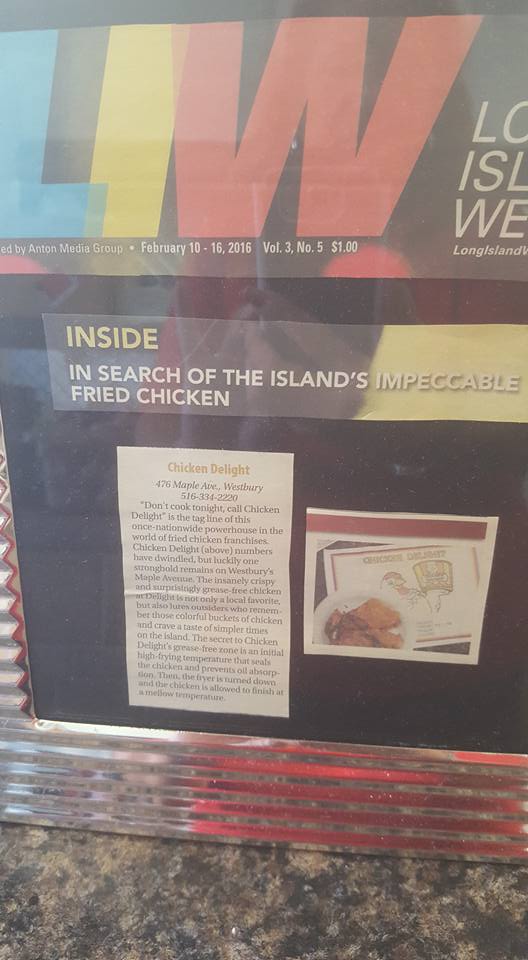 LIW
LO
ISL
WE
ed by Anton Media Group • February 10 - 16, 2016 Vol. 3, No. 5 $1.00
LongIslandW
INSIDE
IN SEARCH OF THE ISLAND'S IMPECCABLE
FRIED CHICKEN
Chicken Delight
476 Maple Ave., Westbury
516-334-2220
"Don't cook tonight, call Chicken
Delight" is the tag line of this
once-nationwide powerhouse in the
world of fried chicken franchises.
Chicken Delight (above) numbers
have dwindled, but luckily one
stronghold remains on Westbury's
Maple Avenue. The insanely crispy
and surprisingly grease-free chicken
at Delight is not only a local favorite,
but also lures outsiders who remem-
ber those colorful buckets of chicken
and crave a taste of simpler times
on the island. The secret to Chicken
Delight's grease-free zone is an initial
high-frying temperature that seals
the chicken and prevents oil absorp-
tion. Then, the fryer is turned down
and the chicken is allowed to finish at
a mellow temperature.
CHICKEN DELIGHT